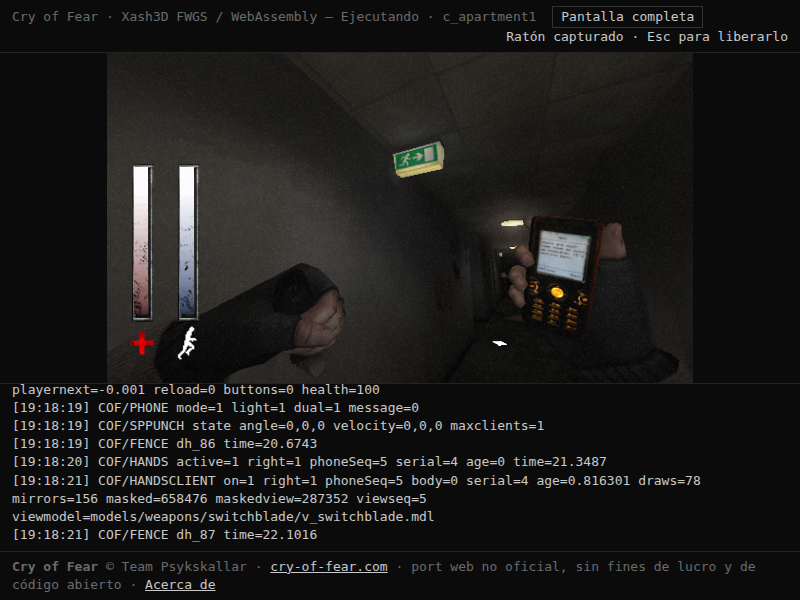 Cry of Fear · Xash3D FWGS / WebAssembly — Ejecutando · c_apartment1
Pantalla completa
Ratón capturado · Esc para liberarlo
playernext=-0.001 reload=0 buttons=0 health=100
[19:18:19] COF/PHONE mode=1 light=1 dual=1 message=0
[19:18:19] COF/SPPUNCH state angle=0,0,0 velocity=0,0,0 maxclients=1
[19:18:19] COF/FENCE dh_86 time=20.6743
[19:18:20] COF/HANDS active=1 right=1 phoneSeq=5 serial=4 age=0 time=21.3487
[19:18:21] COF/HANDSCLIENT on=1 right=1 phoneSeq=5 body=0 serial=4 age=0.816301 draws=78
mirrors=156 masked=658476 maskedview=287352 viewseq=5
viewmodel=models/weapons/switchblade/v_switchblade.mdl
[19:18:21] COF/FENCE dh_87 time=22.1016
Cry of Fear © Team Psykskallar · cry-of-fear.com · port web no oficial, sin fines de lucro y de
código abierto · Acerca de